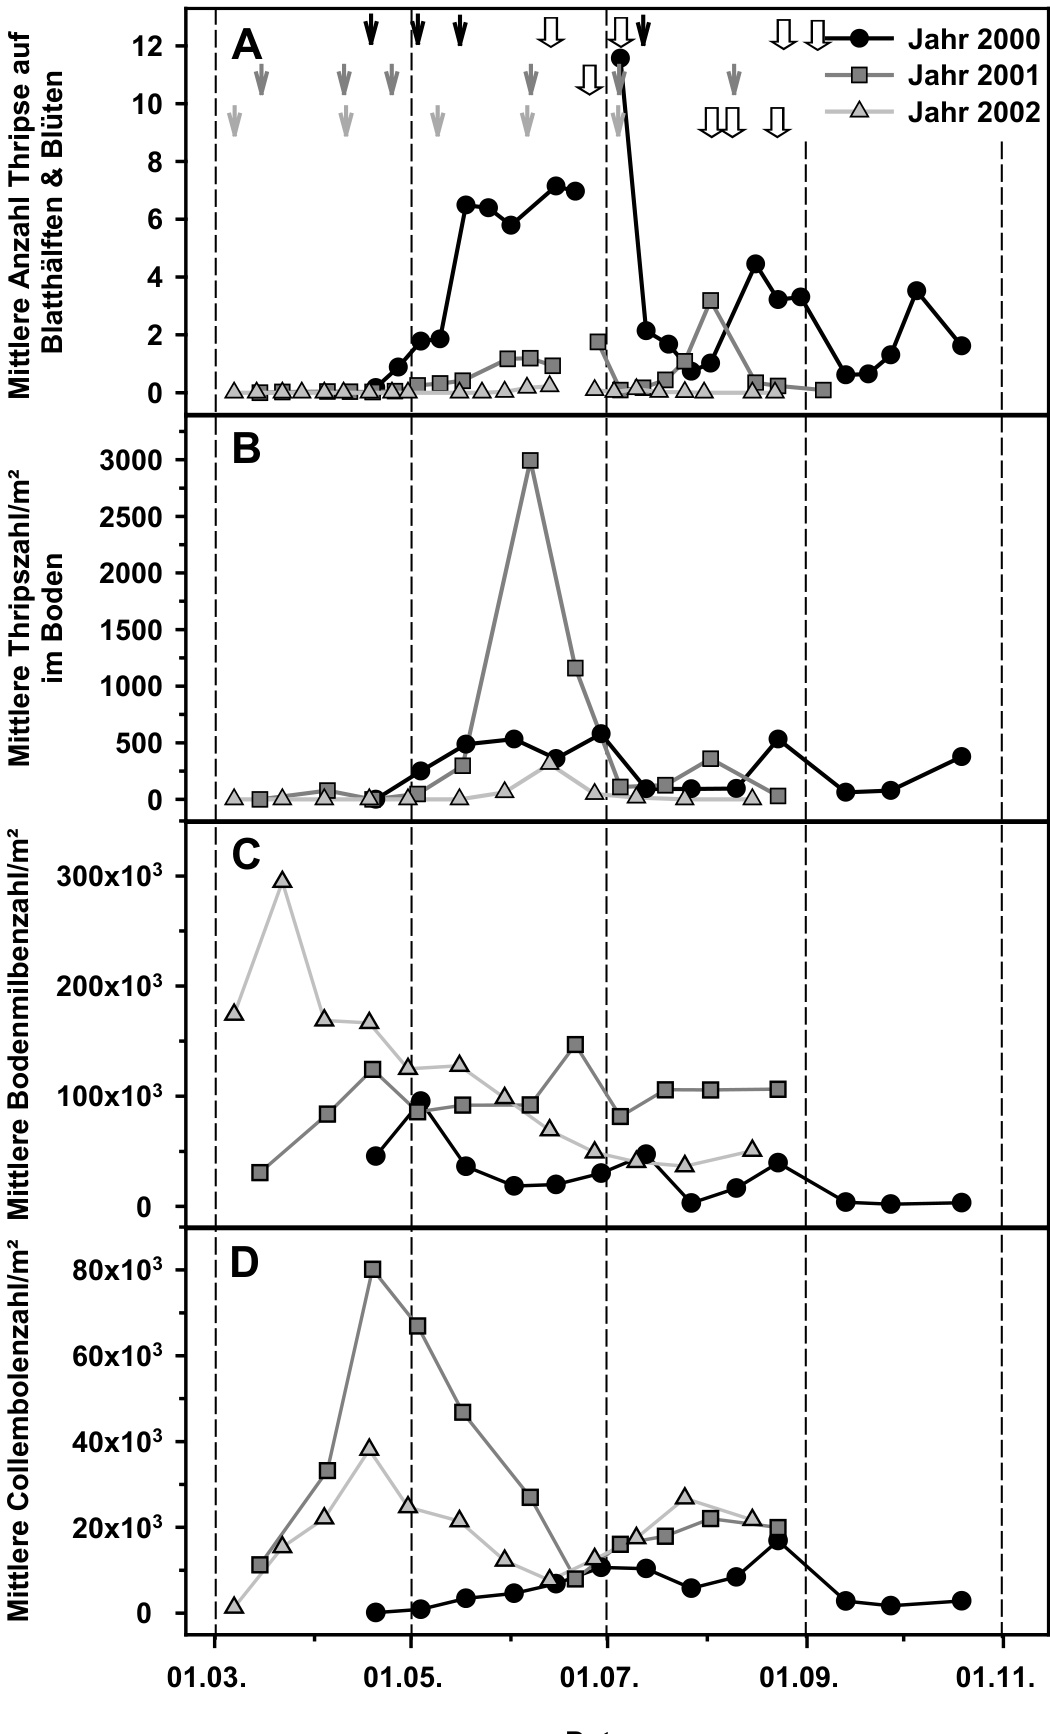 A
Jahr 2000
Jahr 2001
Jahr 2002
Mittlere Anzahl Thripse auf
Blatthälften & Blüten
12
10
8
6
4
2
0
B
Mittlere Thripszahl/m²
im Boden
3000
2500
2000
1500
1000
500
0
C
Mittlere Bodenmilbenzahl/m²
300x10³
200x10³
100x10³
0
D
Mittlere Collembolenzahl/m²
80x10³
60x10³
40x10³
20x10³
0
01.03.
01.05.
01.07.
01.09.
01.11.